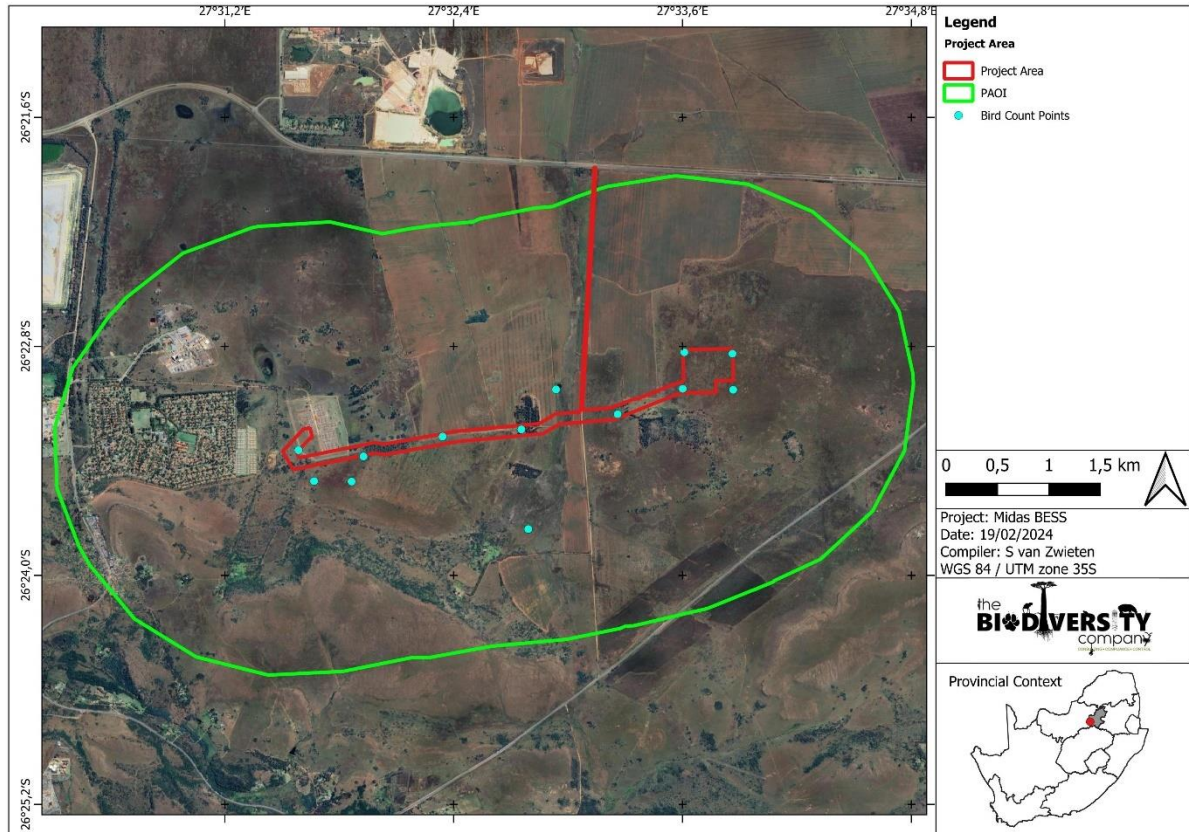 27°31,2'E 27°32,4'E 27°33,6'E 27°34,8'E
26°21,6'S
26°22,8'S
26°24,0'S
26°25,2'S
Legend
Project Area
Project Area
PAOI
Bird Count Points
0 0,5 1 1,5 km
Project: Midas BESS
Date: 19/02/2024
Compiler: S van Zwieten
WGS 84 / UTM zone 35S
the
BIODIVERSITY
company
Provincial Context